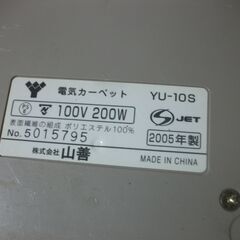 電気カーペット YU-10S
100V 200W
JET
表面繊維の組成 ポリエステル100%
No.5015795 2005年製
株式会社山善 MADE IN CHINA